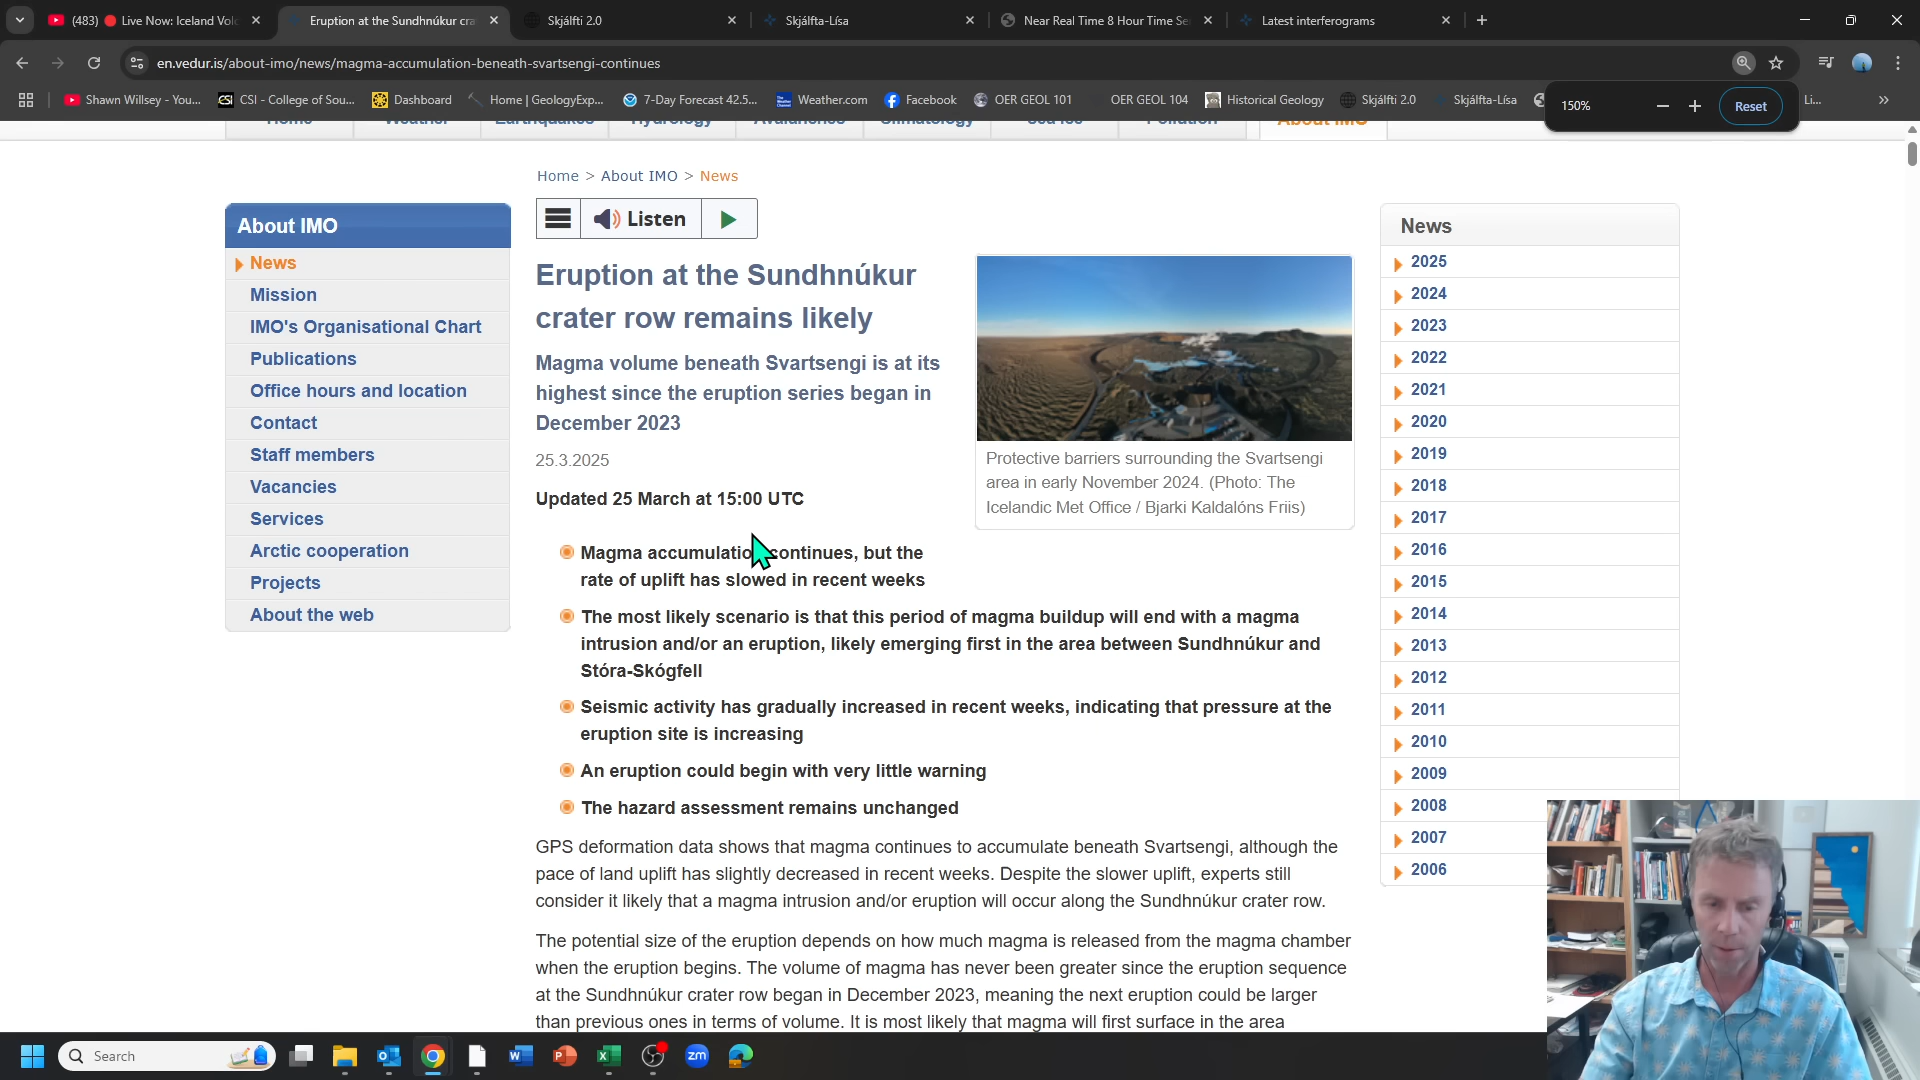 (483) 🔴 Live Now: Iceland Volc
Eruption at the Sundhnúkur cra
Skjálfti 2.0
Skjálfta-Lísa
Near Real Time 8 Hour Time Se
Latest interferograms
en.vedur.is/about-imo/news/magma-accumulation-beneath-svartsengi-continues
Shawn Willsey - You...
CSI - College of Sou...
Dashboard
Home | GeologyExp...
7-Day Forecast 42.5...
Weather.com
Facebook
OER GEOL 101
OER GEOL 104
Historical Geology
Skjálfti 2.0
Skjálfta-Lísa
Li...
150%
Reset
Home
Weather
Earthquakes
Hydrology
Avalanches
Climatology
Sea ice
Pollution
About IMO
Home > About IMO > News
Listen
About IMO
News
Mission
IMO's Organisational Chart
Publications
Office hours and location
Contact
Staff members
Vacancies
Services
Arctic cooperation
Projects
About the web
Eruption at the Sundhnúkur
crater row remains likely
Magma volume beneath Svartsengi is at its
highest since the eruption series began in
December 2023
25.3.2025
Updated 25 March at 15:00 UTC
Protective barriers surrounding the Svartsengi
area in early November 2024. (Photo: The
Icelandic Met Office / Bjarki Kaldalóns Friis)
Magma accumulation continues, but the
rate of uplift has slowed in recent weeks
The most likely scenario is that this period of magma buildup will end with a magma
intrusion and/or an eruption, likely emerging first in the area between Sundhnúkur and
Stóra-Skógfell
Seismic activity has gradually increased in recent weeks, indicating that pressure at the
eruption site is increasing
An eruption could begin with very little warning
The hazard assessment remains unchanged
GPS deformation data shows that magma continues to accumulate beneath Svartsengi, although the
pace of land uplift has slightly decreased in recent weeks. Despite the slower uplift, experts still
consider it likely that a magma intrusion and/or eruption will occur along the Sundhnúkur crater row.
The potential size of the eruption depends on how much magma is released from the magma chamber
when the eruption begins. The volume of magma has never been greater since the eruption sequence
at the Sundhnúkur crater row began in December 2023, meaning the next eruption could be larger
than previous ones in terms of volume. It is most likely that magma will first surface in the area
News
2025
2024
2023
2022
2021
2020
2019
2018
2017
2016
2015
2014
2013
2012
2011
2010
2009
2008
2007
2006
Search
zm